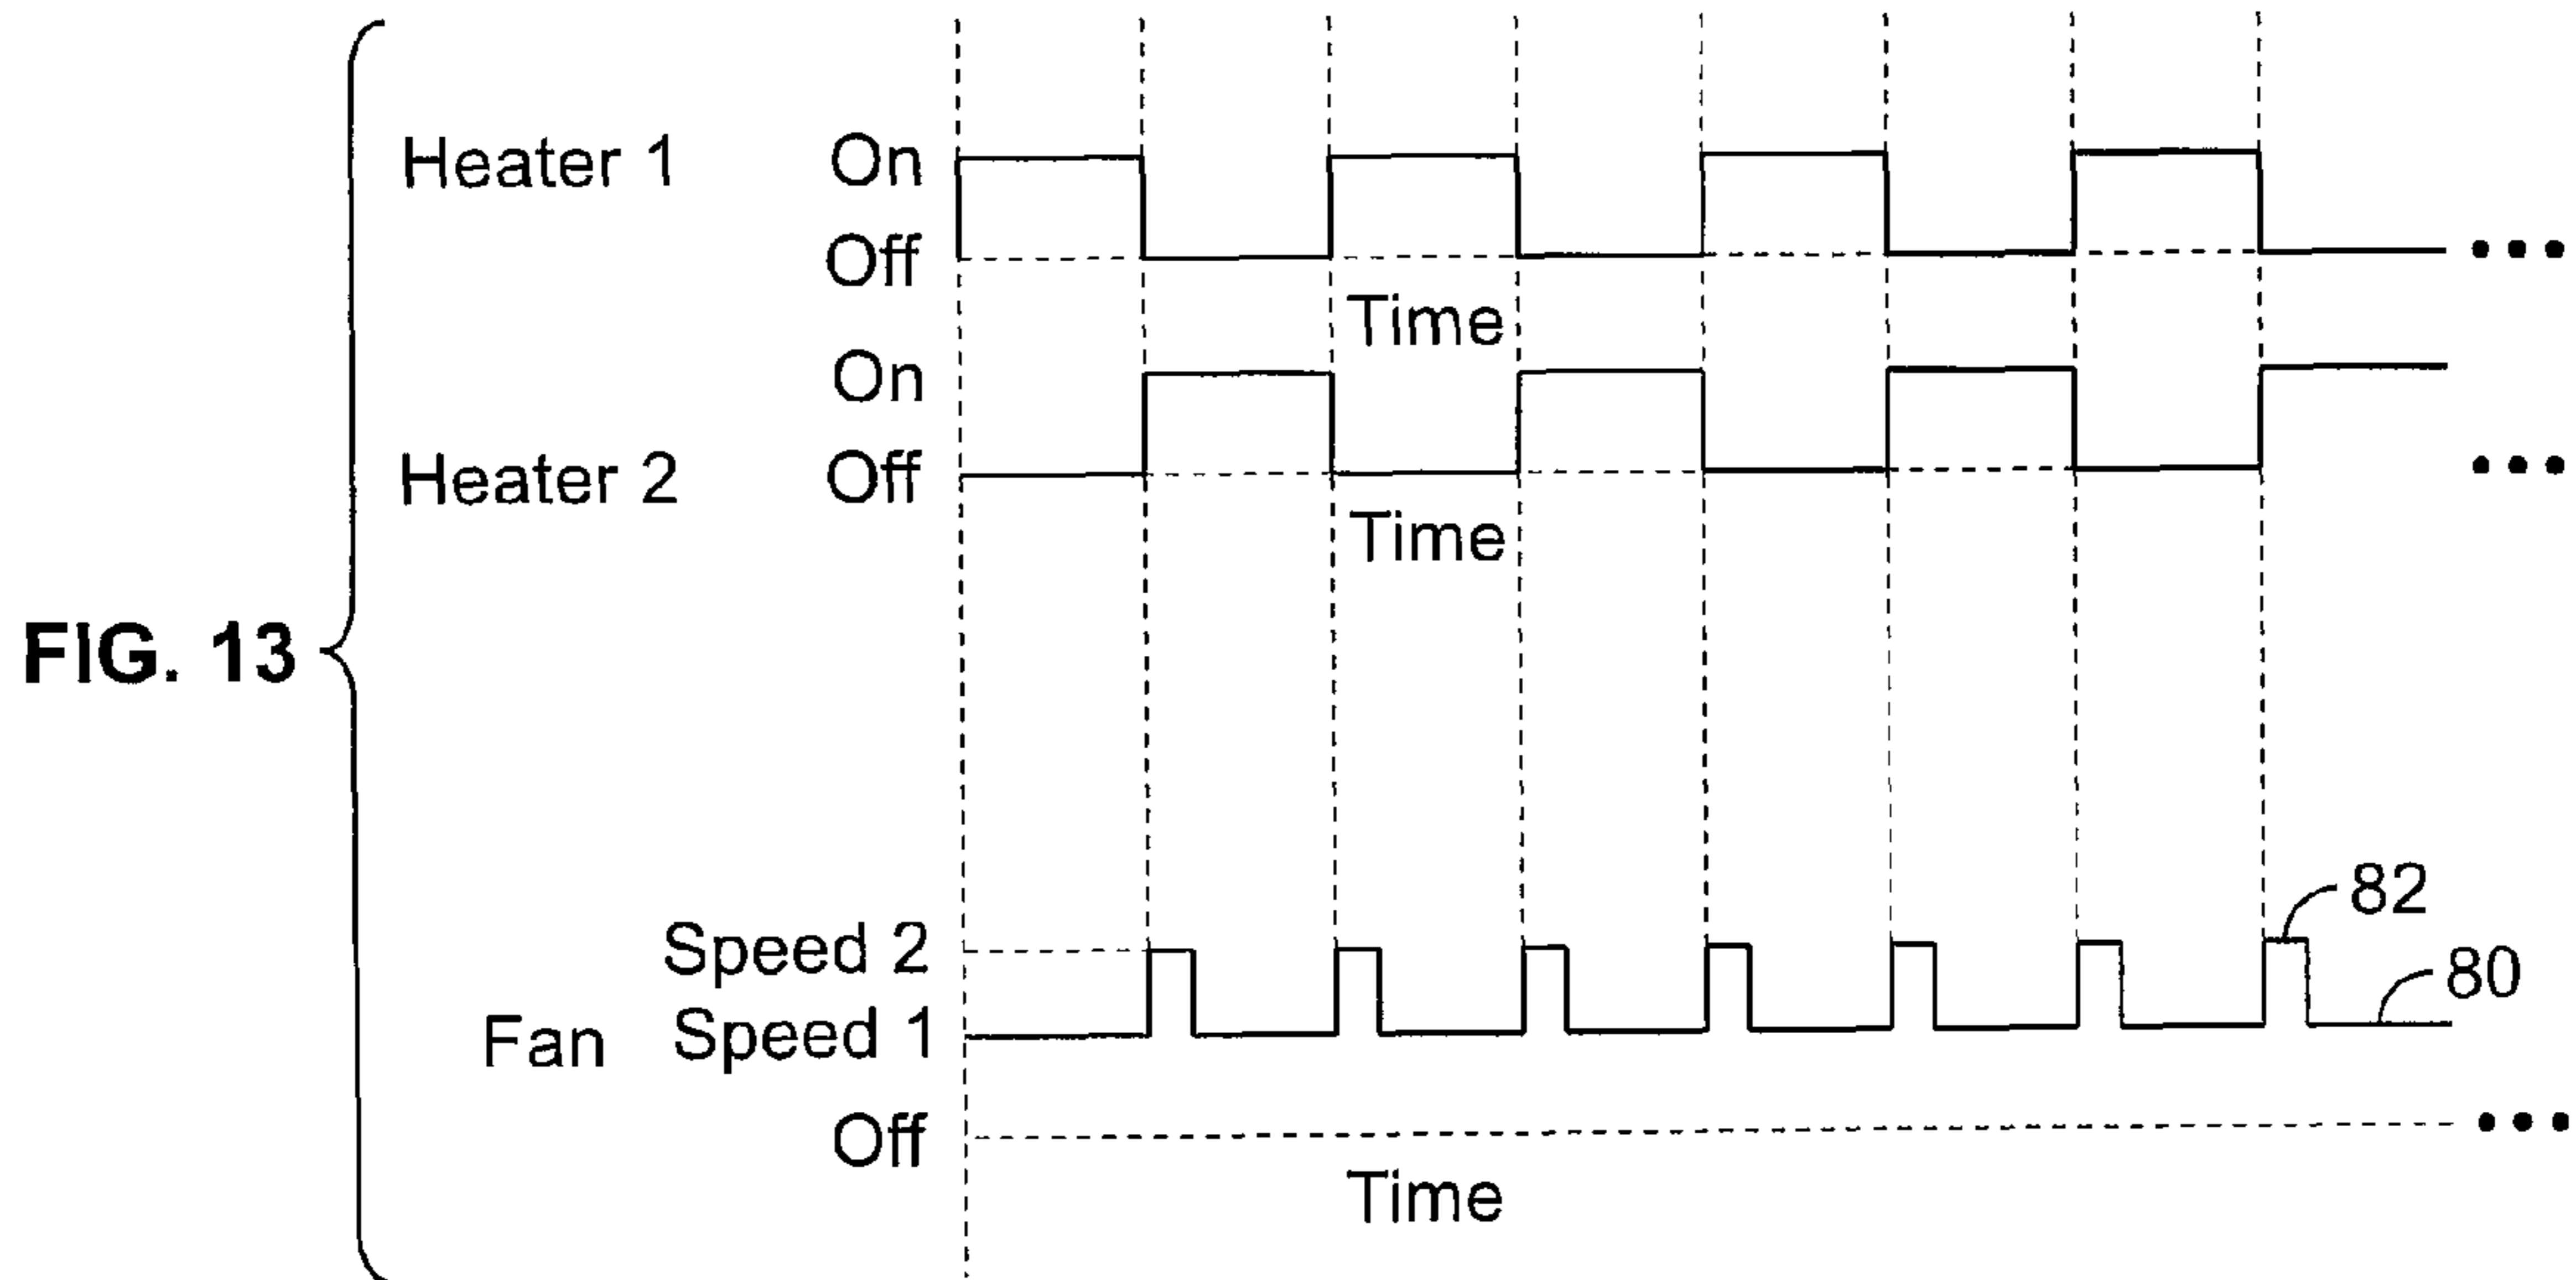 Heater 1
On
Off
Time
On
Heater 2
Off
Time
FIG. 13
82
Speed 2
80
Fan
Speed 1
Off
Time